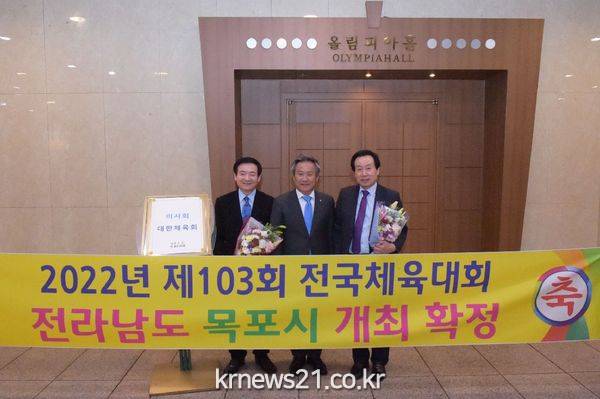 올림피아홀
OLYMPIAHALL
이사회
대한체육회
2022년 제103회 전국체육대회
전라남도 목포시 개최 확정
축
krnews21.co.kr